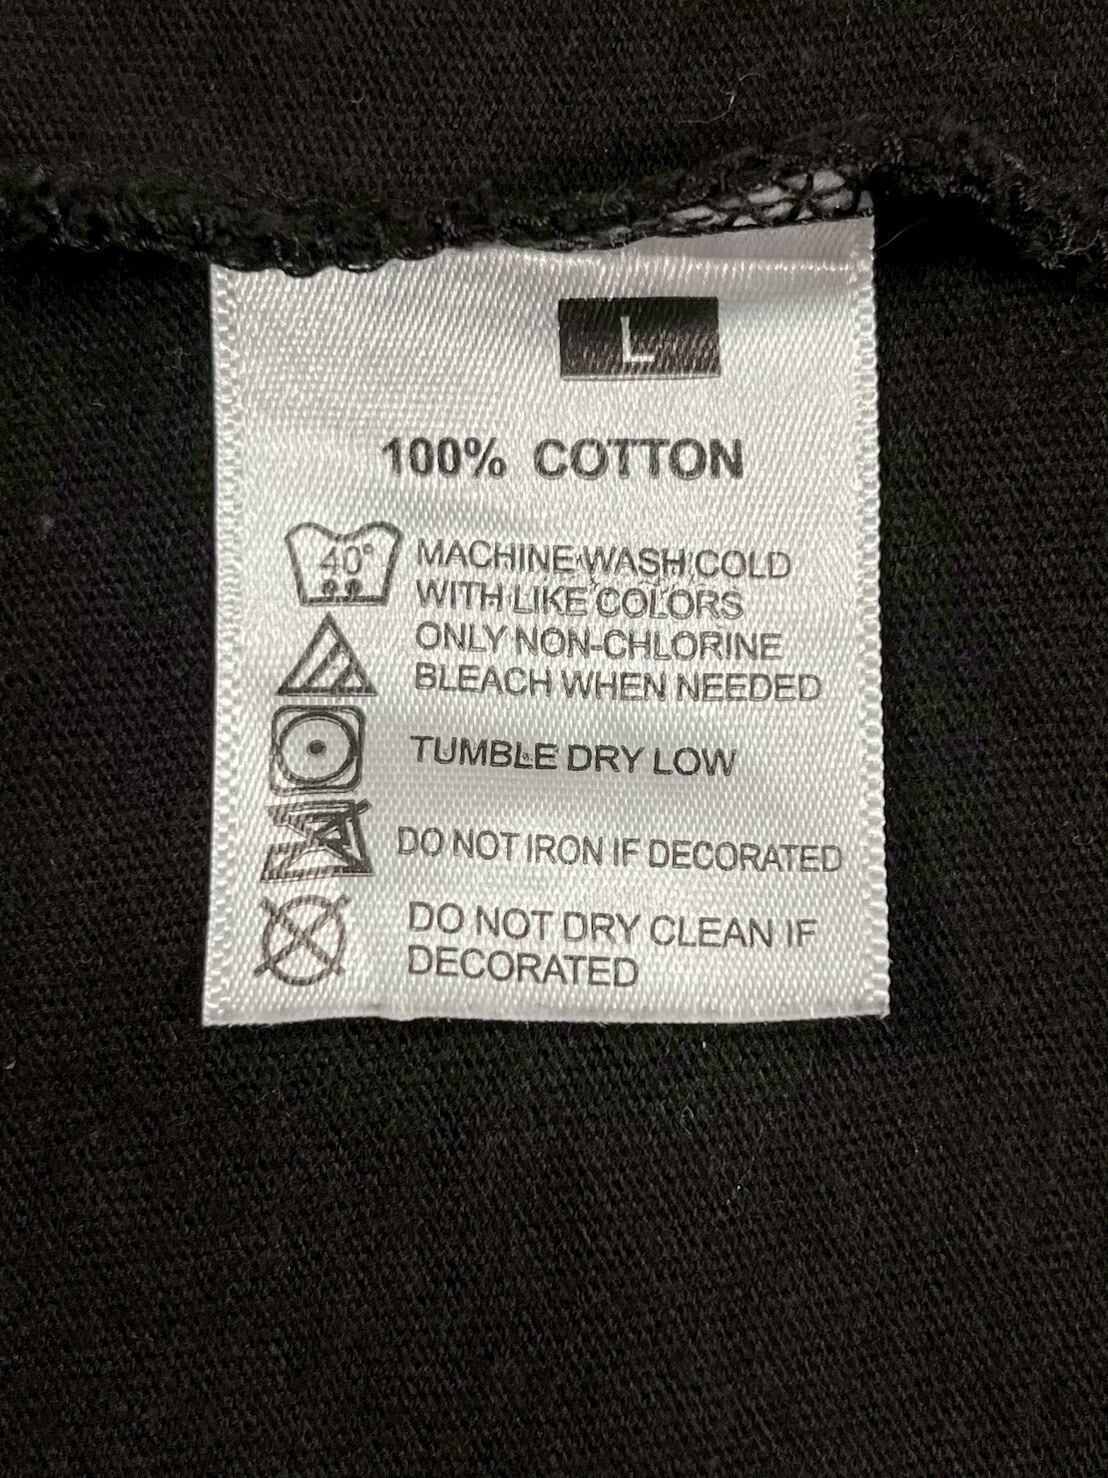 L
100% COTTON
40°
MACHINE WASH COLD
WITH LIKE COLORS
ONLY NON-CHLORINE
BLEACH WHEN NEEDED
TUMBLE DRY LOW
DO NOT IRON IF DECORATED
DO NOT DRY CLEAN IF
DECORATED